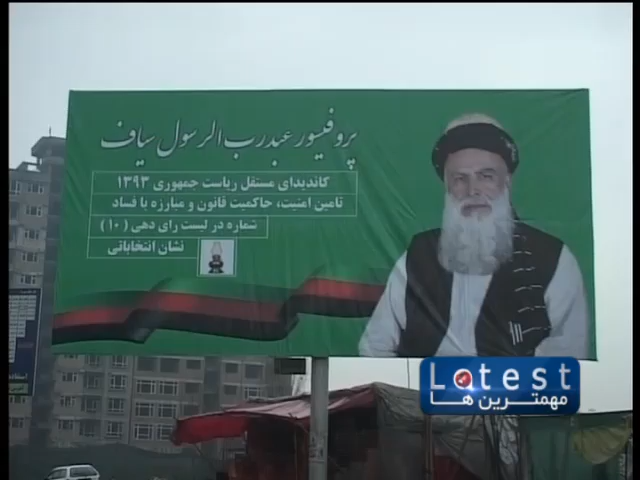 پروفیسور عبدرب الرسول سیاف
کاندیدای مستقل ریاست جمهوری ۱۳۹۳
تامین امنیت، حاکمیت قانون و مبارزه با فساد
شماره در لیست رای دهی (۱۰)
نشان انتخاباتی
Latest
مهمترین ها